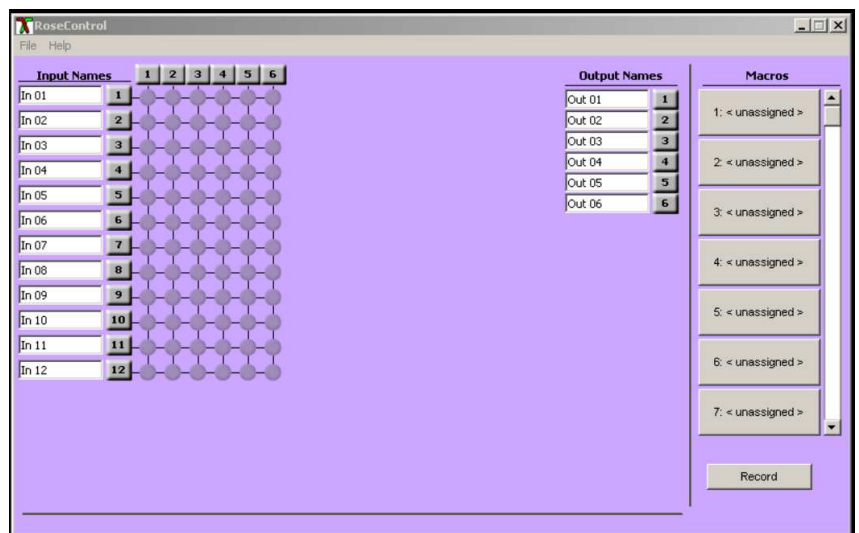 RoseControl
File Help
Input Names 1 2 3 4 5 6 Output Names Macros
In 01 1
In 02 2
In 03 3
In 04 4
In 05 5
In 06 6
In 07 7
In 08 8
In 09 9
In 10 10
In 11 11
In 12 12
Out 01 1
Out 02 2
Out 03 3
Out 04 4
Out 05 5
Out 06 6
1: < unassigned >
2: < unassigned >
3: < unassigned >
4: < unassigned >
5: < unassigned >
6: < unassigned >
7: < unassigned >
Record